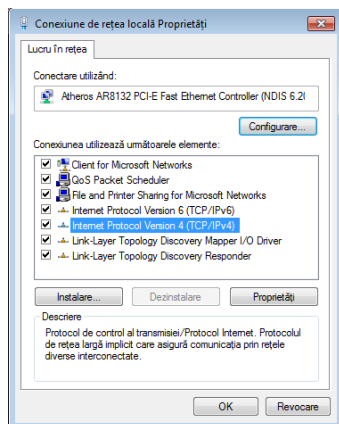 Conexiune de rețea locală Proprietăți
Lucru în rețea
Conectare utilizând:
Atheros AR8132 PCI-E Fast Ethernet Controller (NDIS 6.20
Configurare...
Conexiunea utilizează următoarele elemente:
Client for Microsoft Networks
QoS Packet Scheduler
File and Printer Sharing for Microsoft Networks
Internet Protocol Version 6 (TCP/IPv6)
Internet Protocol Version 4 (TCP/IPv4)
Link-Layer Topology Discovery Mapper I/O Driver
Link-Layer Topology Discovery Responder
Instalare... Dezinstalare Proprietăți
Descriere
Protocol de control al transmisiei/Protocol Internet. Protocolul
de rețea largă implicit care asigură comunicația prin rețele
diverse interconectate.
OK Revocare